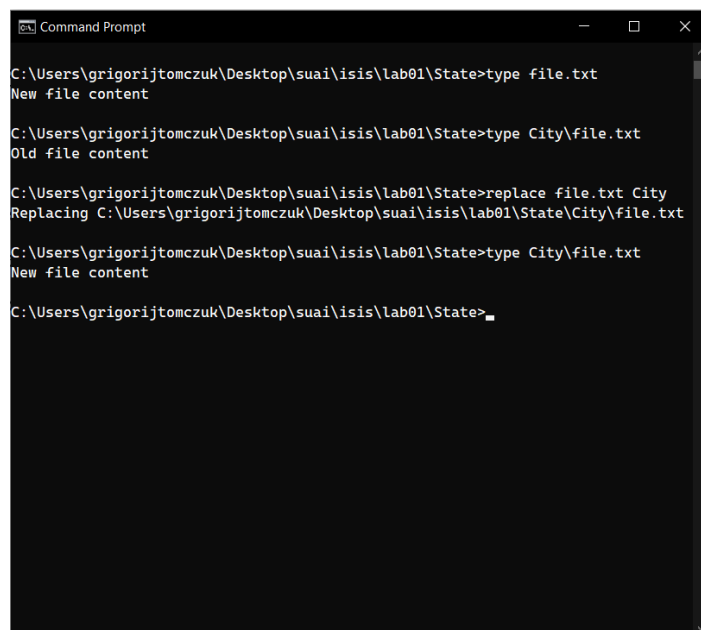 Command Prompt
C:\Users\grigorijtomczuk\Desktop\suai\isis\lab01\State>type file.txt
New file content
C:\Users\grigorijtomczuk\Desktop\suai\isis\lab01\State>type City\file.txt
Old file content
C:\Users\grigorijtomczuk\Desktop\suai\isis\lab01\State>replace file.txt City
Replacing C:\Users\grigorijtomczuk\Desktop\suai\isis\lab01\State\City\file.txt
C:\Users\grigorijtomczuk\Desktop\suai\isis\lab01\State>type City\file.txt
New file content
C:\Users\grigorijtomczuk\Desktop\suai\isis\lab01\State>